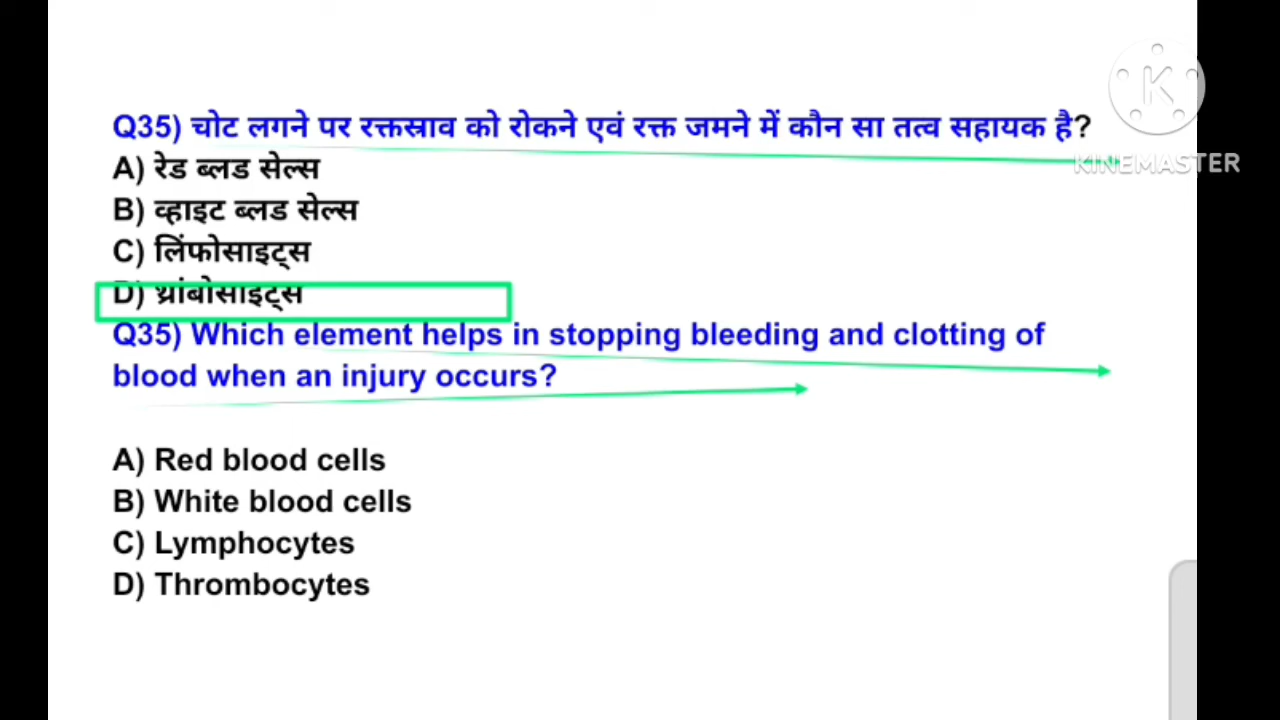 Q35) चोट लगने पर रक्तस्राव को रोकने एवं रक्त जमने में कौन सा तत्व सहायक है?
A) रेड ब्लड सेल्स
B) व्हाइट ब्लड सेल्स
C) लिंफोसाइट्स
D) थ्रांबोसाइट्स
Q35) Which element helps in stopping bleeding and clotting of
blood when an injury occurs?
A) Red blood cells
B) White blood cells
C) Lymphocytes
D) Thrombocytes
K
KINEMASTER